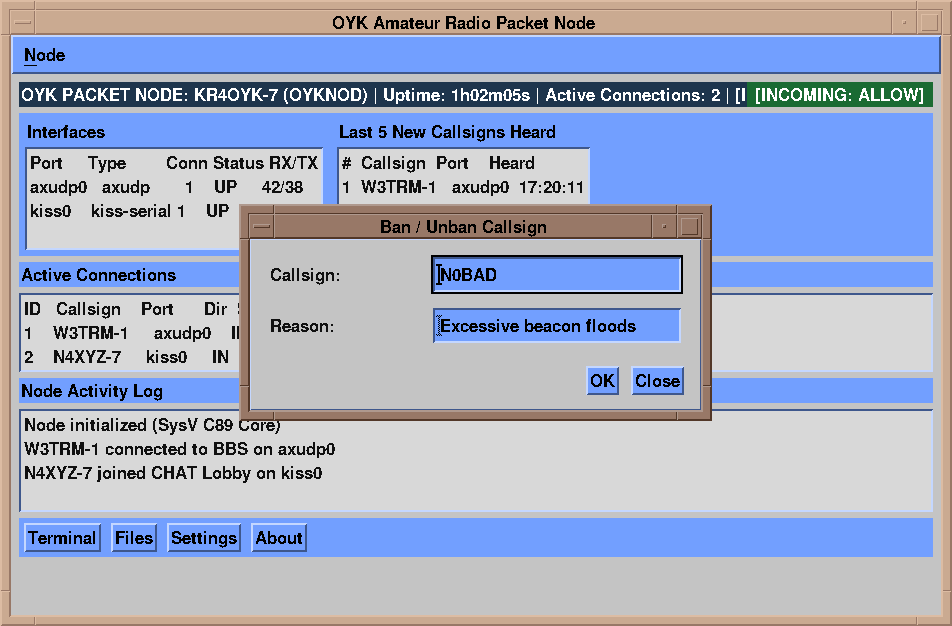 OYK Amateur Radio Packet Node
Node
OYK PACKET NODE: KR4OYK-7 (OYKNOD) | Uptime: 1h02m05s | Active Connections: 2 | [I [INCOMING: ALLOW]
Interfaces
Port Type Conn Status RX/TX
axudp0 axudp 1 UP 42/38
kiss0 kiss-serial 1 UP
Last 5 New Callsigns Heard
# Callsign Port Heard
1 W3TRM-1 axudp0 17:20:11
Ban / Unban Callsign
Callsign: N0BAD
Reason: Excessive beacon floods
OK Close
Active Connections
ID Callsign Port Dir
1 W3TRM-1 axudp0
2 N4XYZ-7 kiss0 IN
Node Activity Log
Node initialized (SysV C89 Core)
W3TRM-1 connected to BBS on axudp0
N4XYZ-7 joined CHAT Lobby on kiss0
Terminal Files Settings About